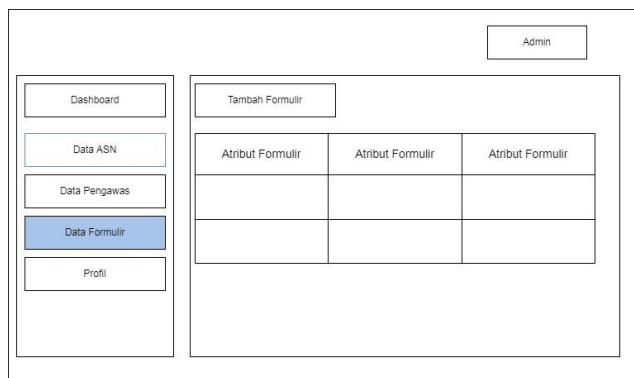 Admin
Dashboard
Tambah Formulir
Data ASN
Atribut Formulir Atribut Formulir Atribut Formulir
Data Pengawas
Data Formulir
Profil